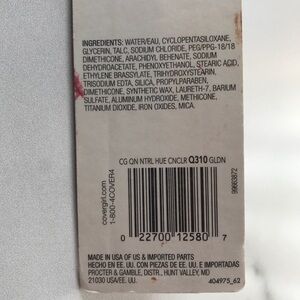 INGREDIENTS: WATER/EAU, CYCLOPENTASILOXANE,
GLYCERIN, TALC, SODIUM CHLORIDE, PEG/PPG-18/18
DIMETHICONE, ARACHIDYL BEHENATE, SODIUM
DEHYDROACETATE, PHENOXYETHANOL, STEARIC ACID,
ETHYLENE BRASSYLATE, TRIHYDROXYSTEARIN,
TRISODIUM EDTA, SILICA, PROPYLPARABEN,
DIMETHICONE, SYNTHETIC WAX, LAURETH-7, BARIUM
SULFATE, ALUMINUM HYDROXIDE, METHICONE,
TITANIUM DIOXIDE, IRON OXIDES, MICA.
CG QN NTRL HUE CNCLR Q310 GLDN
covergirl.com
1-800-4COVER4
99663872
0 22700 12580 7
MADE IN USA OF US & IMPORTED PARTS
HECHO EN EE. UU. CON PIEZAS DE EE. UU. E IMPORTADAS
PROCTER & GAMBLE, DISTR., HUNT VALLEY, MD
21030 USA/EE. UU.
404975_62